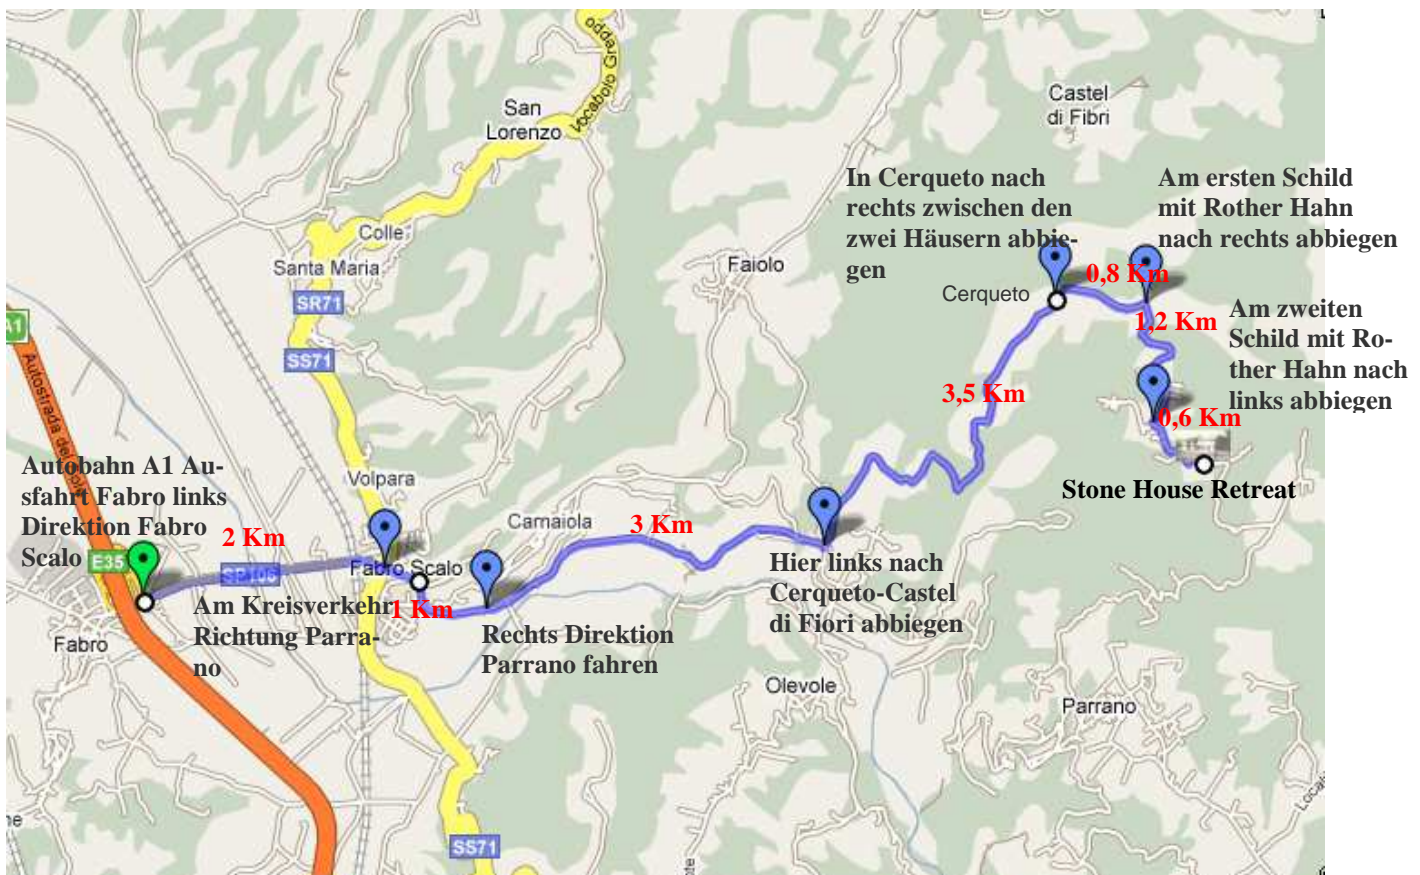 Vocabolo Greppo
San
Lorenzo
Castel
di Fibri
In Cerqueto nach
rechts zwischen den
zwei Häusern abbie-
gen
Am ersten Schild
mit Rother Hahn
nach rechts abbiegen
Colle
Santa Maria
Faiolo
SR71
Cerqueto
0,8 Km
1,2 Km
Am zweiten
Schild mit Ro-
ther Hahn nach
links abbiegen
A1
Autostrada del
SS71
3,5 Km
0,6 Km
Autobahn A1 Au-
sfahrt Fabro links
Direktion Fabro
Scalo
Volpara
Stone House Retreat
2 Km
Carnaiola
3 Km
E35
SP106
Fabro Scalo
Hier links nach
Cerqueto-Castel
di Fiori abbiegen
Am Kreisverkehr
Richtung Parra-
no
1 Km
Rechts Direktion
Parrano fahren
Fabro
Olevole
Parrano
SS71